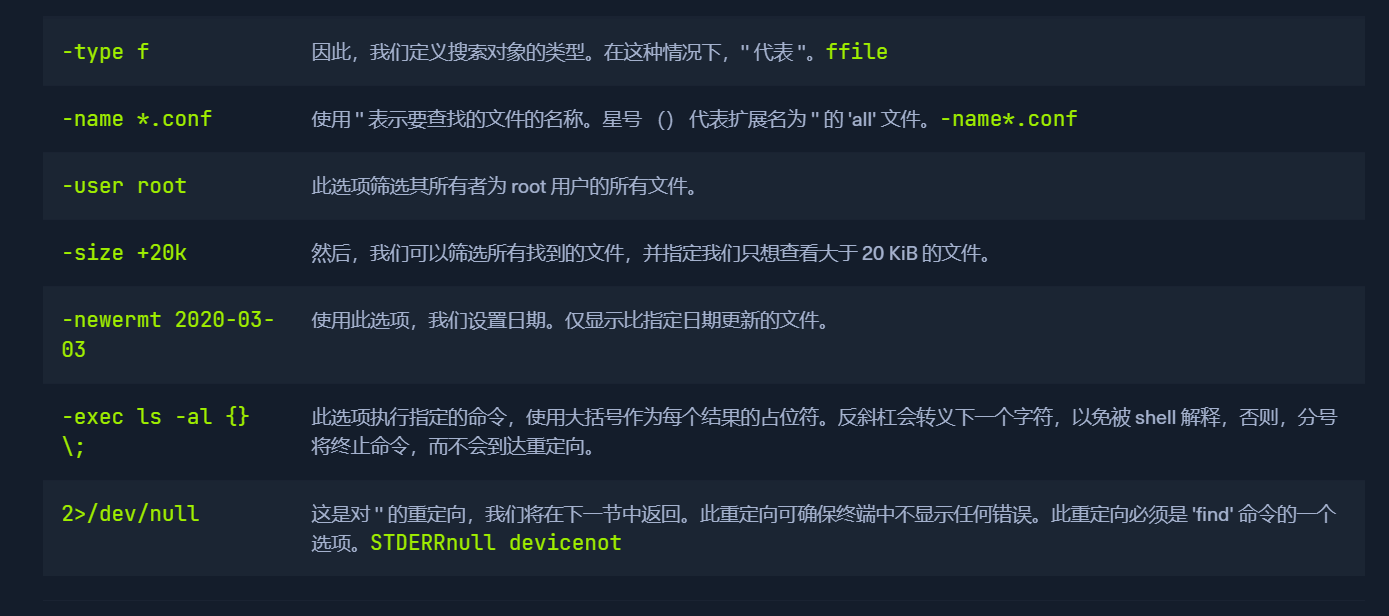 -type f 因此，我们定义搜索对象的类型。在这种情况下，" 代表 "。ffile
-name *.conf 使用 " 表示要查找的文件的名称。星号 （） 代表扩展名为 " 的 'all' 文件。-name*.conf
-user root 此选项筛选其所有者为 root 用户的所有文件。
-size +20k 然后，我们可以筛选所有找到的文件，并指定我们只想查看大于 20 KiB 的文件。
-newermt 2020-03- 使用此选项，我们设置日期。仅显示比指定日期更新的文件。
03
-exec ls -al {} 此选项执行指定的命令，使用大括号作为每个结果的占位符。反斜杠会转义下一个字符，以免被 shell 解释，否则，分号
\; 将终止命令，而不会到达重定向。
2>/dev/null 这是对 " 的重定向，我们将在下一节中返回。此重定向可确保终端中不显示任何错误。此重定向必须是 'find' 命令的一个
选项。STDERRnull devicenot